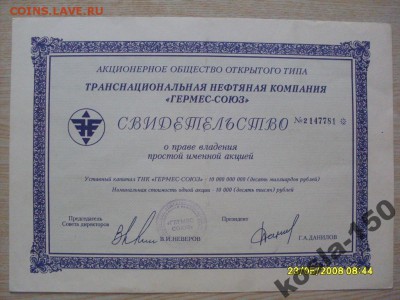 COINS.LAVE.RU
АКЦИОНЕРНОЕ ОБЩЕСТВО ОТКРЫТОГО ТИПА
ТРАНСНАЦИОНАЛЬНАЯ НЕФТЯНАЯ КОМПАНИЯ
«ГЕРМЕС-СОЮЗ»
СВИДЕТЕЛЬСТВО № 2147781
о праве владения
простой именной акцией
Уставный капитал ТНК «ГЕРМЕС-СОЮЗ» - 10 000 000 000 (десять миллиардов рублей)
Номинальная стоимость одной акции - 10 000 (десять тысяч) рублей
Председатель Президент
Совета директоров
В.И.НЕВЕРОВ Г.А.ДАНИЛОВ
kosta-150
23/05/2008 08:44